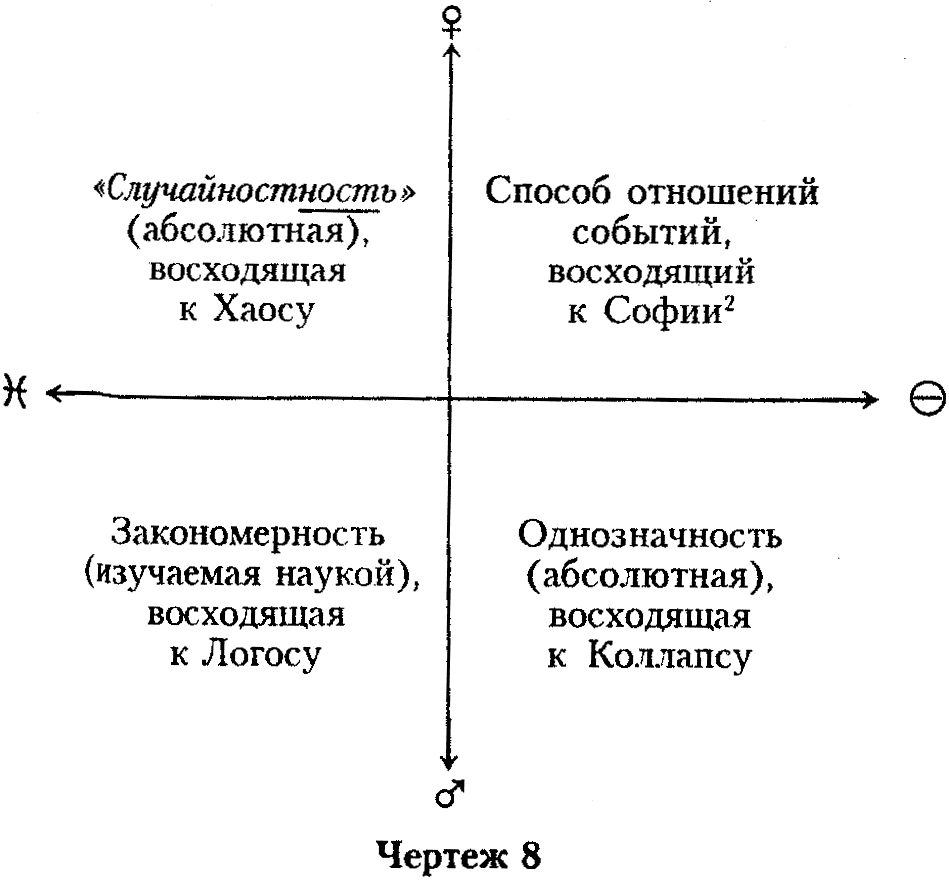 ♀
«Случайностность»
(абсолютная),
восходящая
к Хаосу
Способ отношений
событий,
восходящий
к Софии²
♓ ⊖
Закономерность
(изучаемая наукой),
восходящая
к Логосу
Однозначность
(абсолютная),
восходящая
к Коллапсу
♂
Чертеж 8